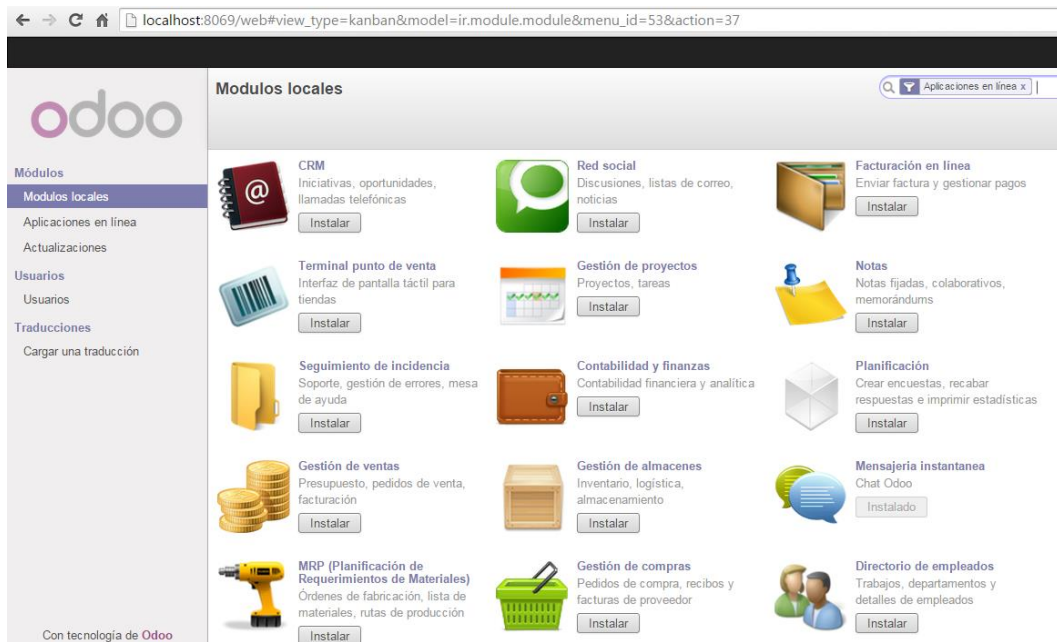 localhost:8069/web#view_type=kanban&model=ir.module.module&menu_id=53&action=37
odoo
Modulos locales
Aplicaciones en línea x
Módulos
Modulos locales
Aplicaciones en línea
Actualizaciones
Usuarios
Usuarios
Traducciones
Cargar una traducción
Con tecnología de Odoo
CRM
Iniciativas, oportunidades,
llamadas telefónicas
Instalar
Red social
Discusiones, listas de correo,
noticias
Instalar
Facturación en línea
Enviar factura y gestionar pagos
Instalar
Terminal punto de venta
Interfaz de pantalla táctil para
tiendas
Instalar
Gestión de proyectos
Proyectos, tareas
Instalar
Notas
Notas fijadas, colaborativos,
memorándums
Instalar
Seguimiento de incidencia
Soporte, gestión de errores, mesa
de ayuda
Instalar
Contabilidad y finanzas
Contabilidad financiera y analítica
Instalar
Planificación
Crear encuestas, recabar
respuestas e imprimir estadísticas
Instalar
Gestión de ventas
Presupuesto, pedidos de venta,
facturación
Instalar
Gestión de almacenes
Inventario, logística,
almacenamiento
Instalar
Mensajeria instantanea
Chat Odoo
Instalado
MRP (Planificación de
Requerimientos de Materiales)
Órdenes de fabricación, lista de
materiales, rutas de producción
Instalar
Gestión de compras
Pedidos de compra, recibos y
facturas de proveedor
Instalar
Directorio de empleados
Trabajos, departamentos y
detalles de empleados
Instalar